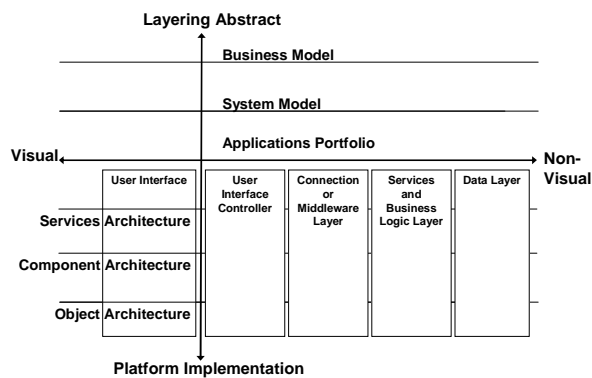 Layering Abstract
Business Model
System Model
Applications Portfolio
Visual
Non-
Visual
User Interface
User
Interface
Controller
Connection
or
Middleware
Layer
Services
and
Business
Logic Layer
Data Layer
Services Architecture
Component Architecture
Object Architecture
Platform Implementation